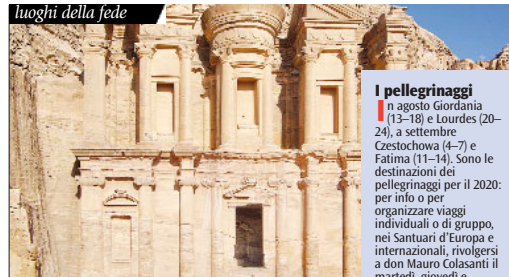 luoghi della fede
I pellegrinaggi
In agosto Giordania
(13–18) e Lourdes (20–
24), a settembre
Czestochowa (4–7) e
Fatima (11–14). Sono le
destinazioni dei
pellegrinaggi per il 2020:
per info o per
organizzare viaggi
individuali o di gruppo,
nei Santuari d'Europa e
internazionali, rivolgersi
a don Mauro Colasanti il
martedì, giovedì e